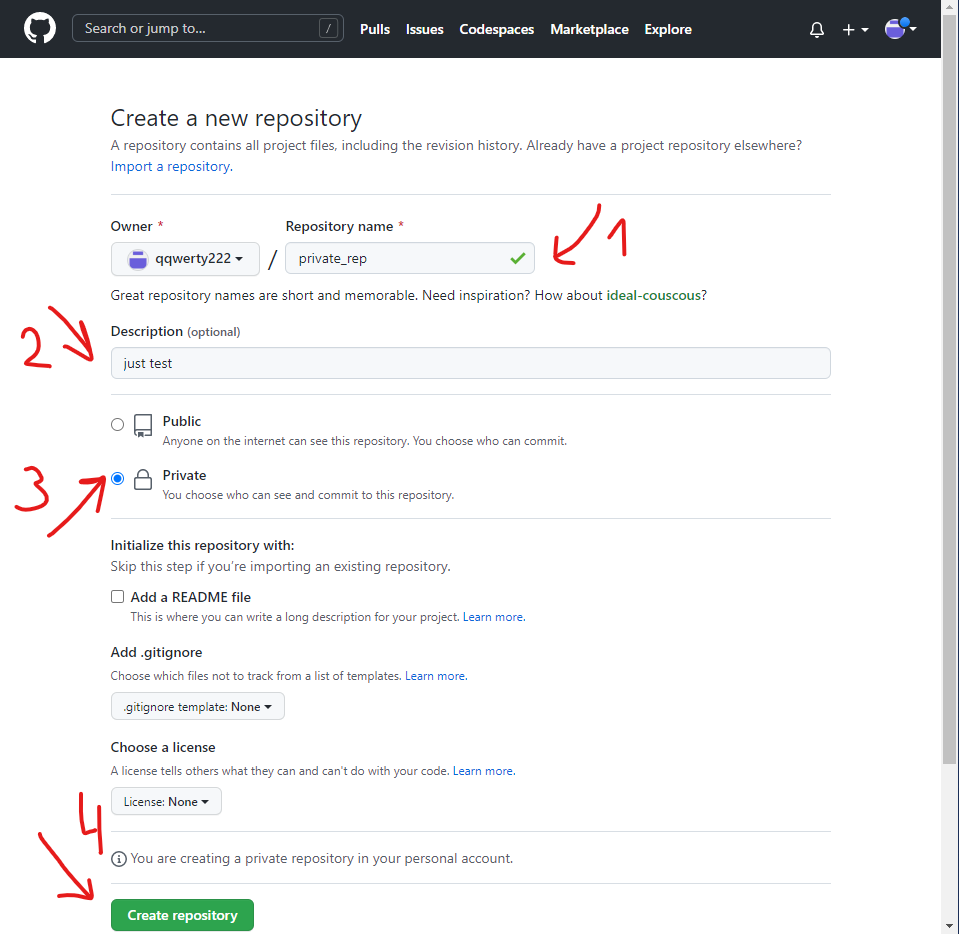 Search or jump to... /
Pulls Issues Codespaces Marketplace Explore
Create a new repository
A repository contains all project files, including the revision history. Already have a project repository elsewhere?
Import a repository.
Owner * Repository name *
qqwerty222 / private_rep
1
Great repository names are short and memorable. Need inspiration? How about ideal-couscous?
2
Description (optional)
just test
Public
Anyone on the internet can see this repository. You choose who can commit.
3
Private
You choose who can see and commit to this repository.
Initialize this repository with:
Skip this step if you're importing an existing repository.
Add a README file
This is where you can write a long description for your project. Learn more.
Add .gitignore
Choose which files not to track from a list of templates. Learn more.
.gitignore template: None
Choose a license
A license tells others what they can and can't do with your code. Learn more.
License: None
4
You are creating a private repository in your personal account.
Create repository